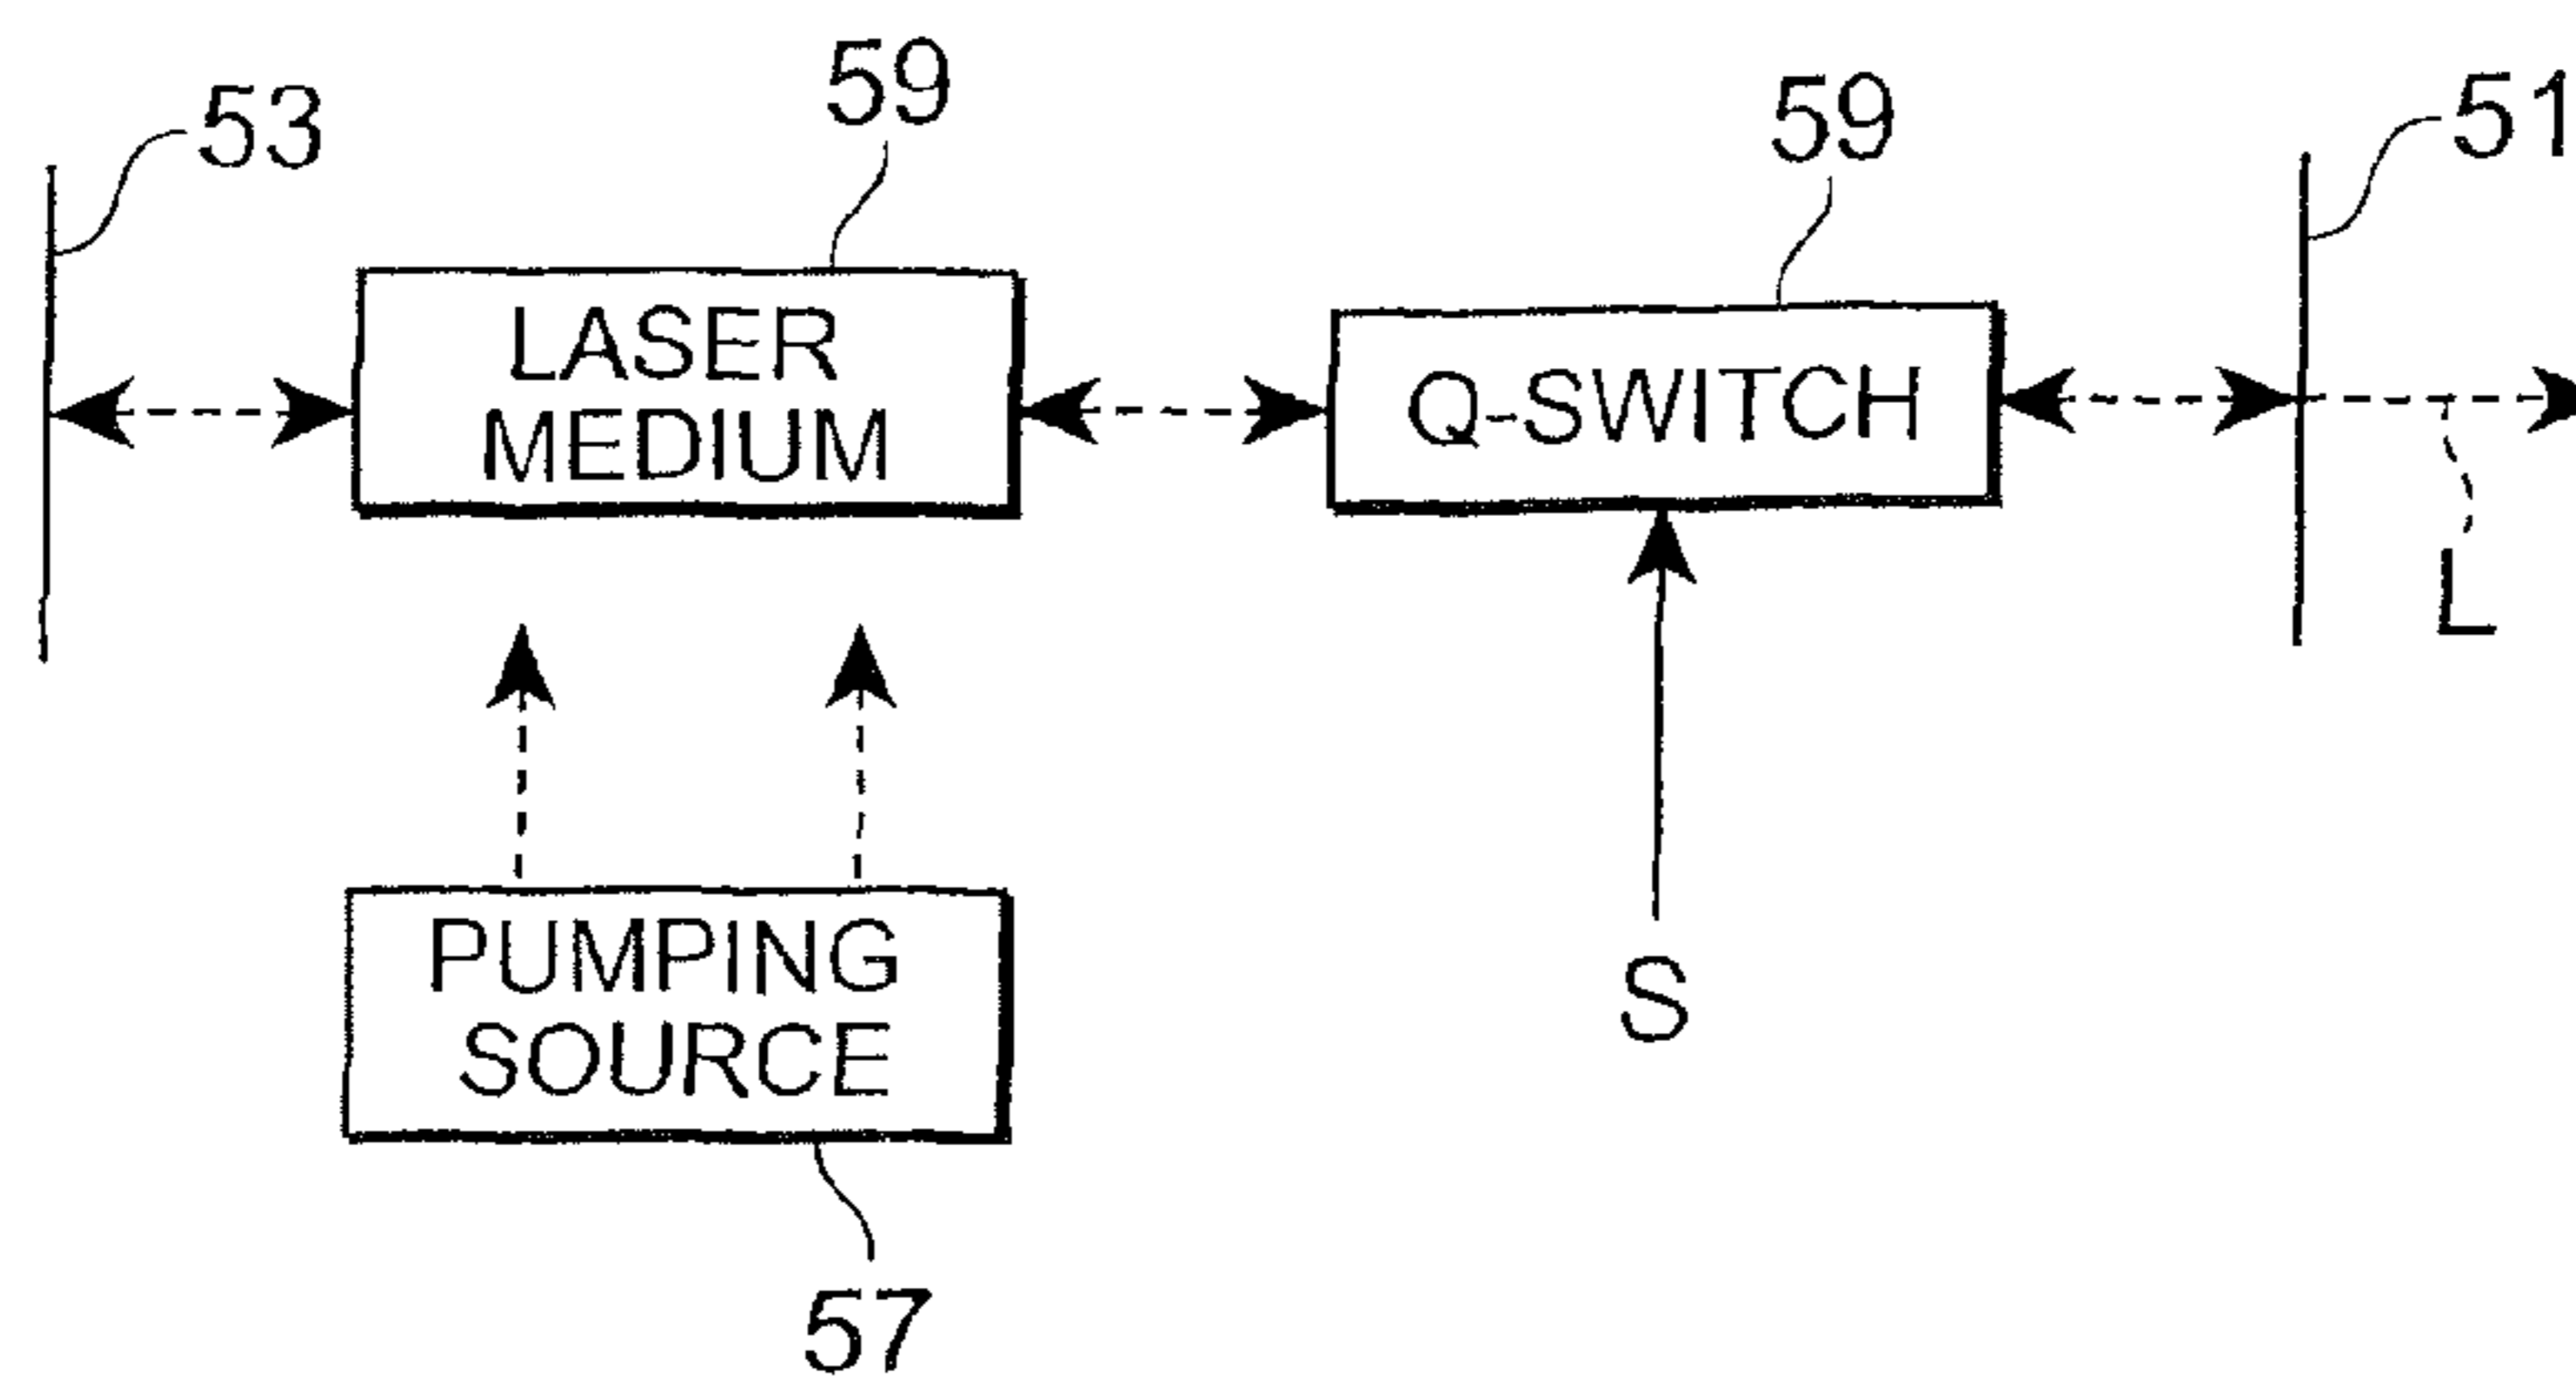 53
59
59
51
LASER
MEDIUM
Q-SWITCH
L
PUMPING
SOURCE
S
57